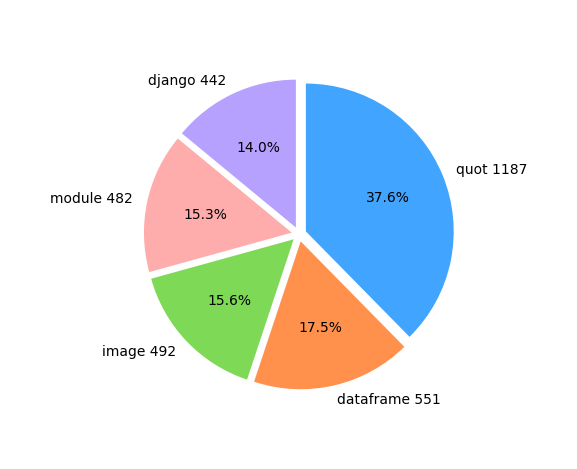 django 442
14.0%
quot 1187
37.6%
module 482
15.3%
image 492
15.6%
17.5%
dataframe 551